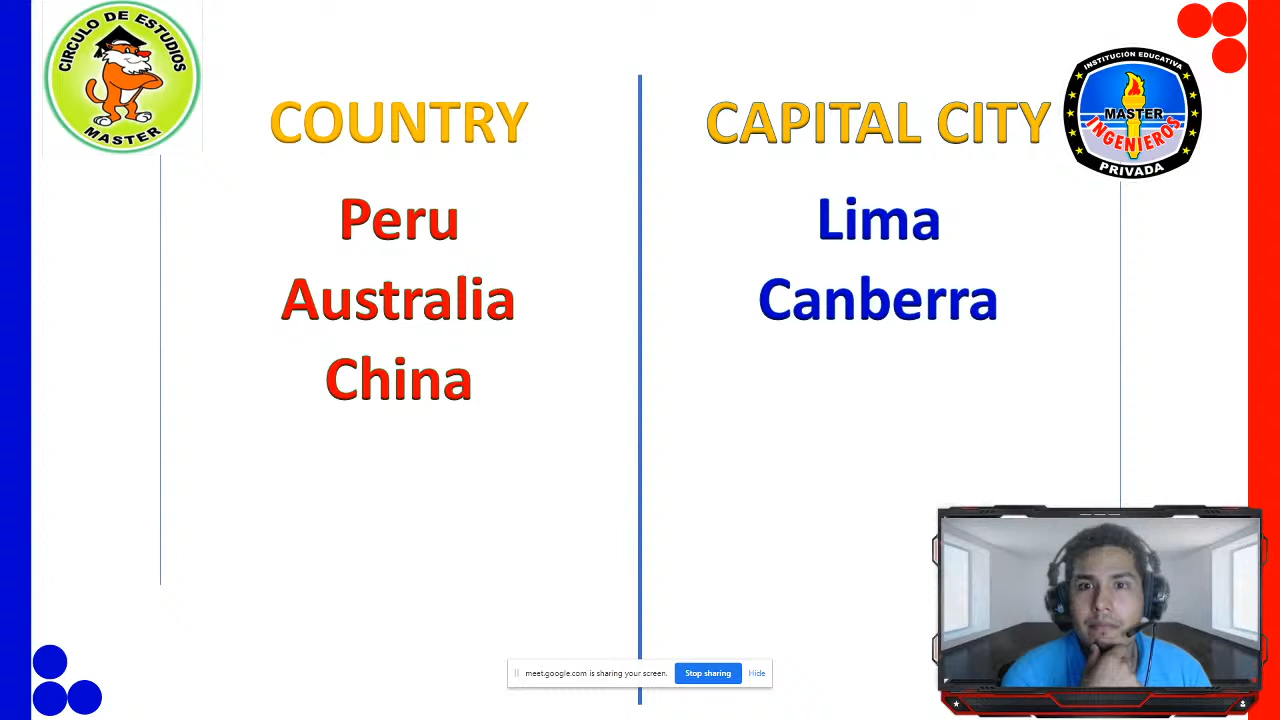 CIRCULO DE ESTUDIOS
MASTER
INSTITUCIÓN EDUCATIVA
MASTER
INGENIEROS
PRIVADA
COUNTRY
CAPITAL CITY
Peru
Lima
Australia
Canberra
China
meet.google.com is sharing your screen.
Stop sharing
Hide